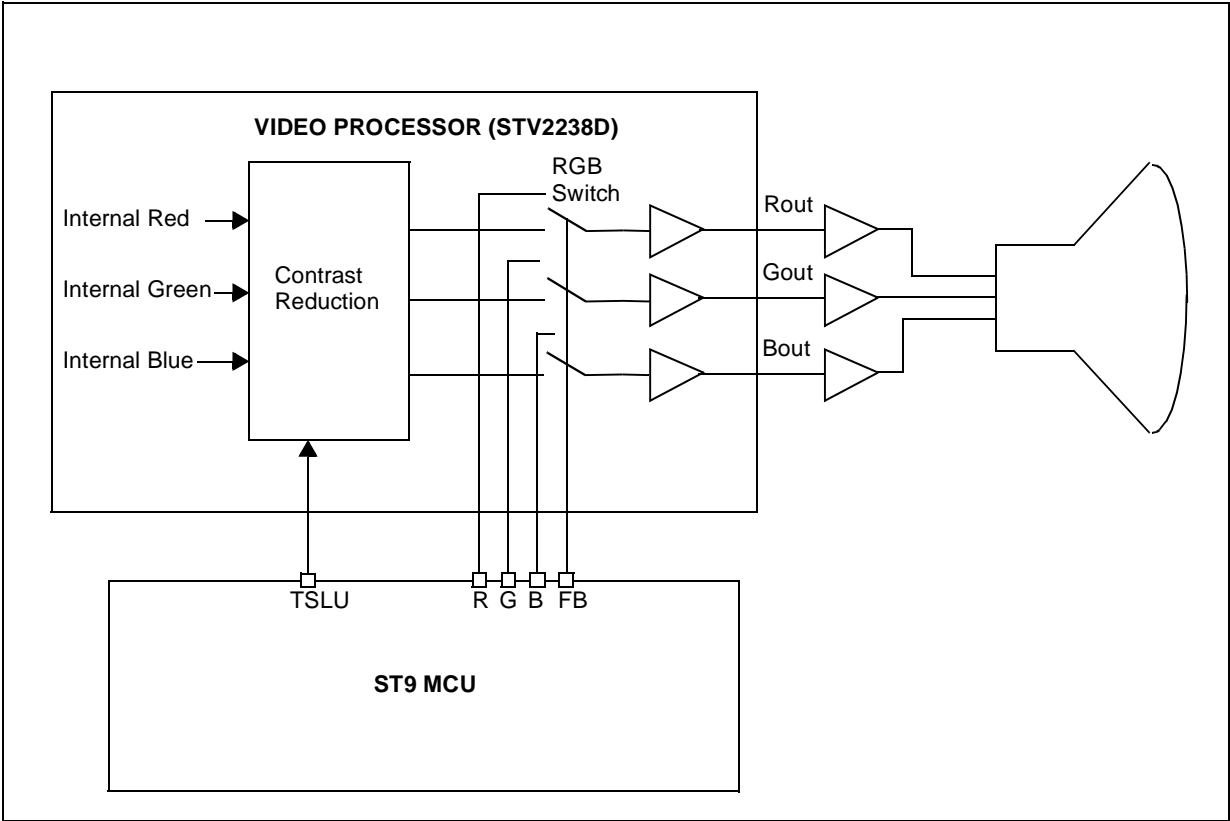 VIDEO PROCESSOR (STV2238D)
RGB
Switch
Internal Red
Internal Green
Internal Blue
Contrast
Reduction
Rout
Gout
Bout
TSLU
R G B FB
ST9 MCU